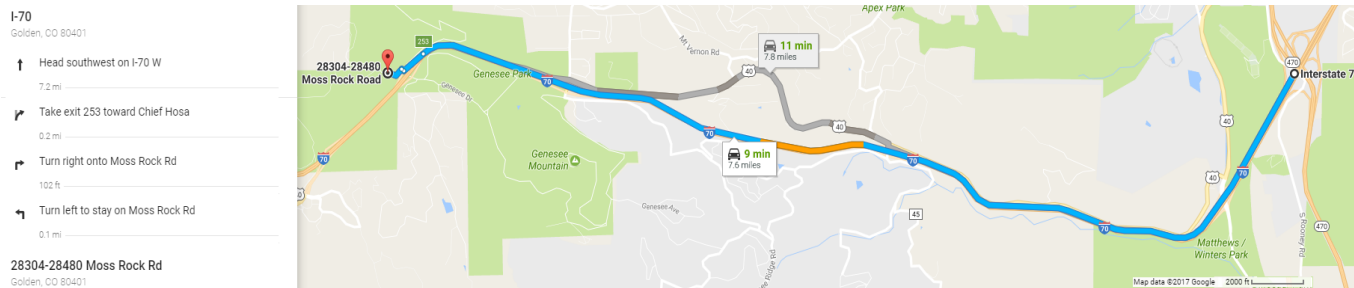 I-70
Golden, CO 80401
Head southwest on I-70 W
7.2 mi
Take exit 253 toward Chief Hosa
0.2 mi
Turn right onto Moss Rock Rd
102 ft
Turn left to stay on Moss Rock Rd
0.1 mi
28304-28480 Moss Rock Rd
Golden, CO 80401
Apex Park
253
Mt Vernon Rd
11 min
7.8 miles
470
28304-28480
Moss Rock Road
Genesee Park
70
40
Interstate 7
Genesee Dr
40
40
70
9 min
7.6 miles
70
70
Genesee
Mountain
40
70
40
Genesee Ave
45
S Rooney Rd
70
470
Matthews /
Winters Park
Ridge Rd
Map data ©2017 Google 2000 ft